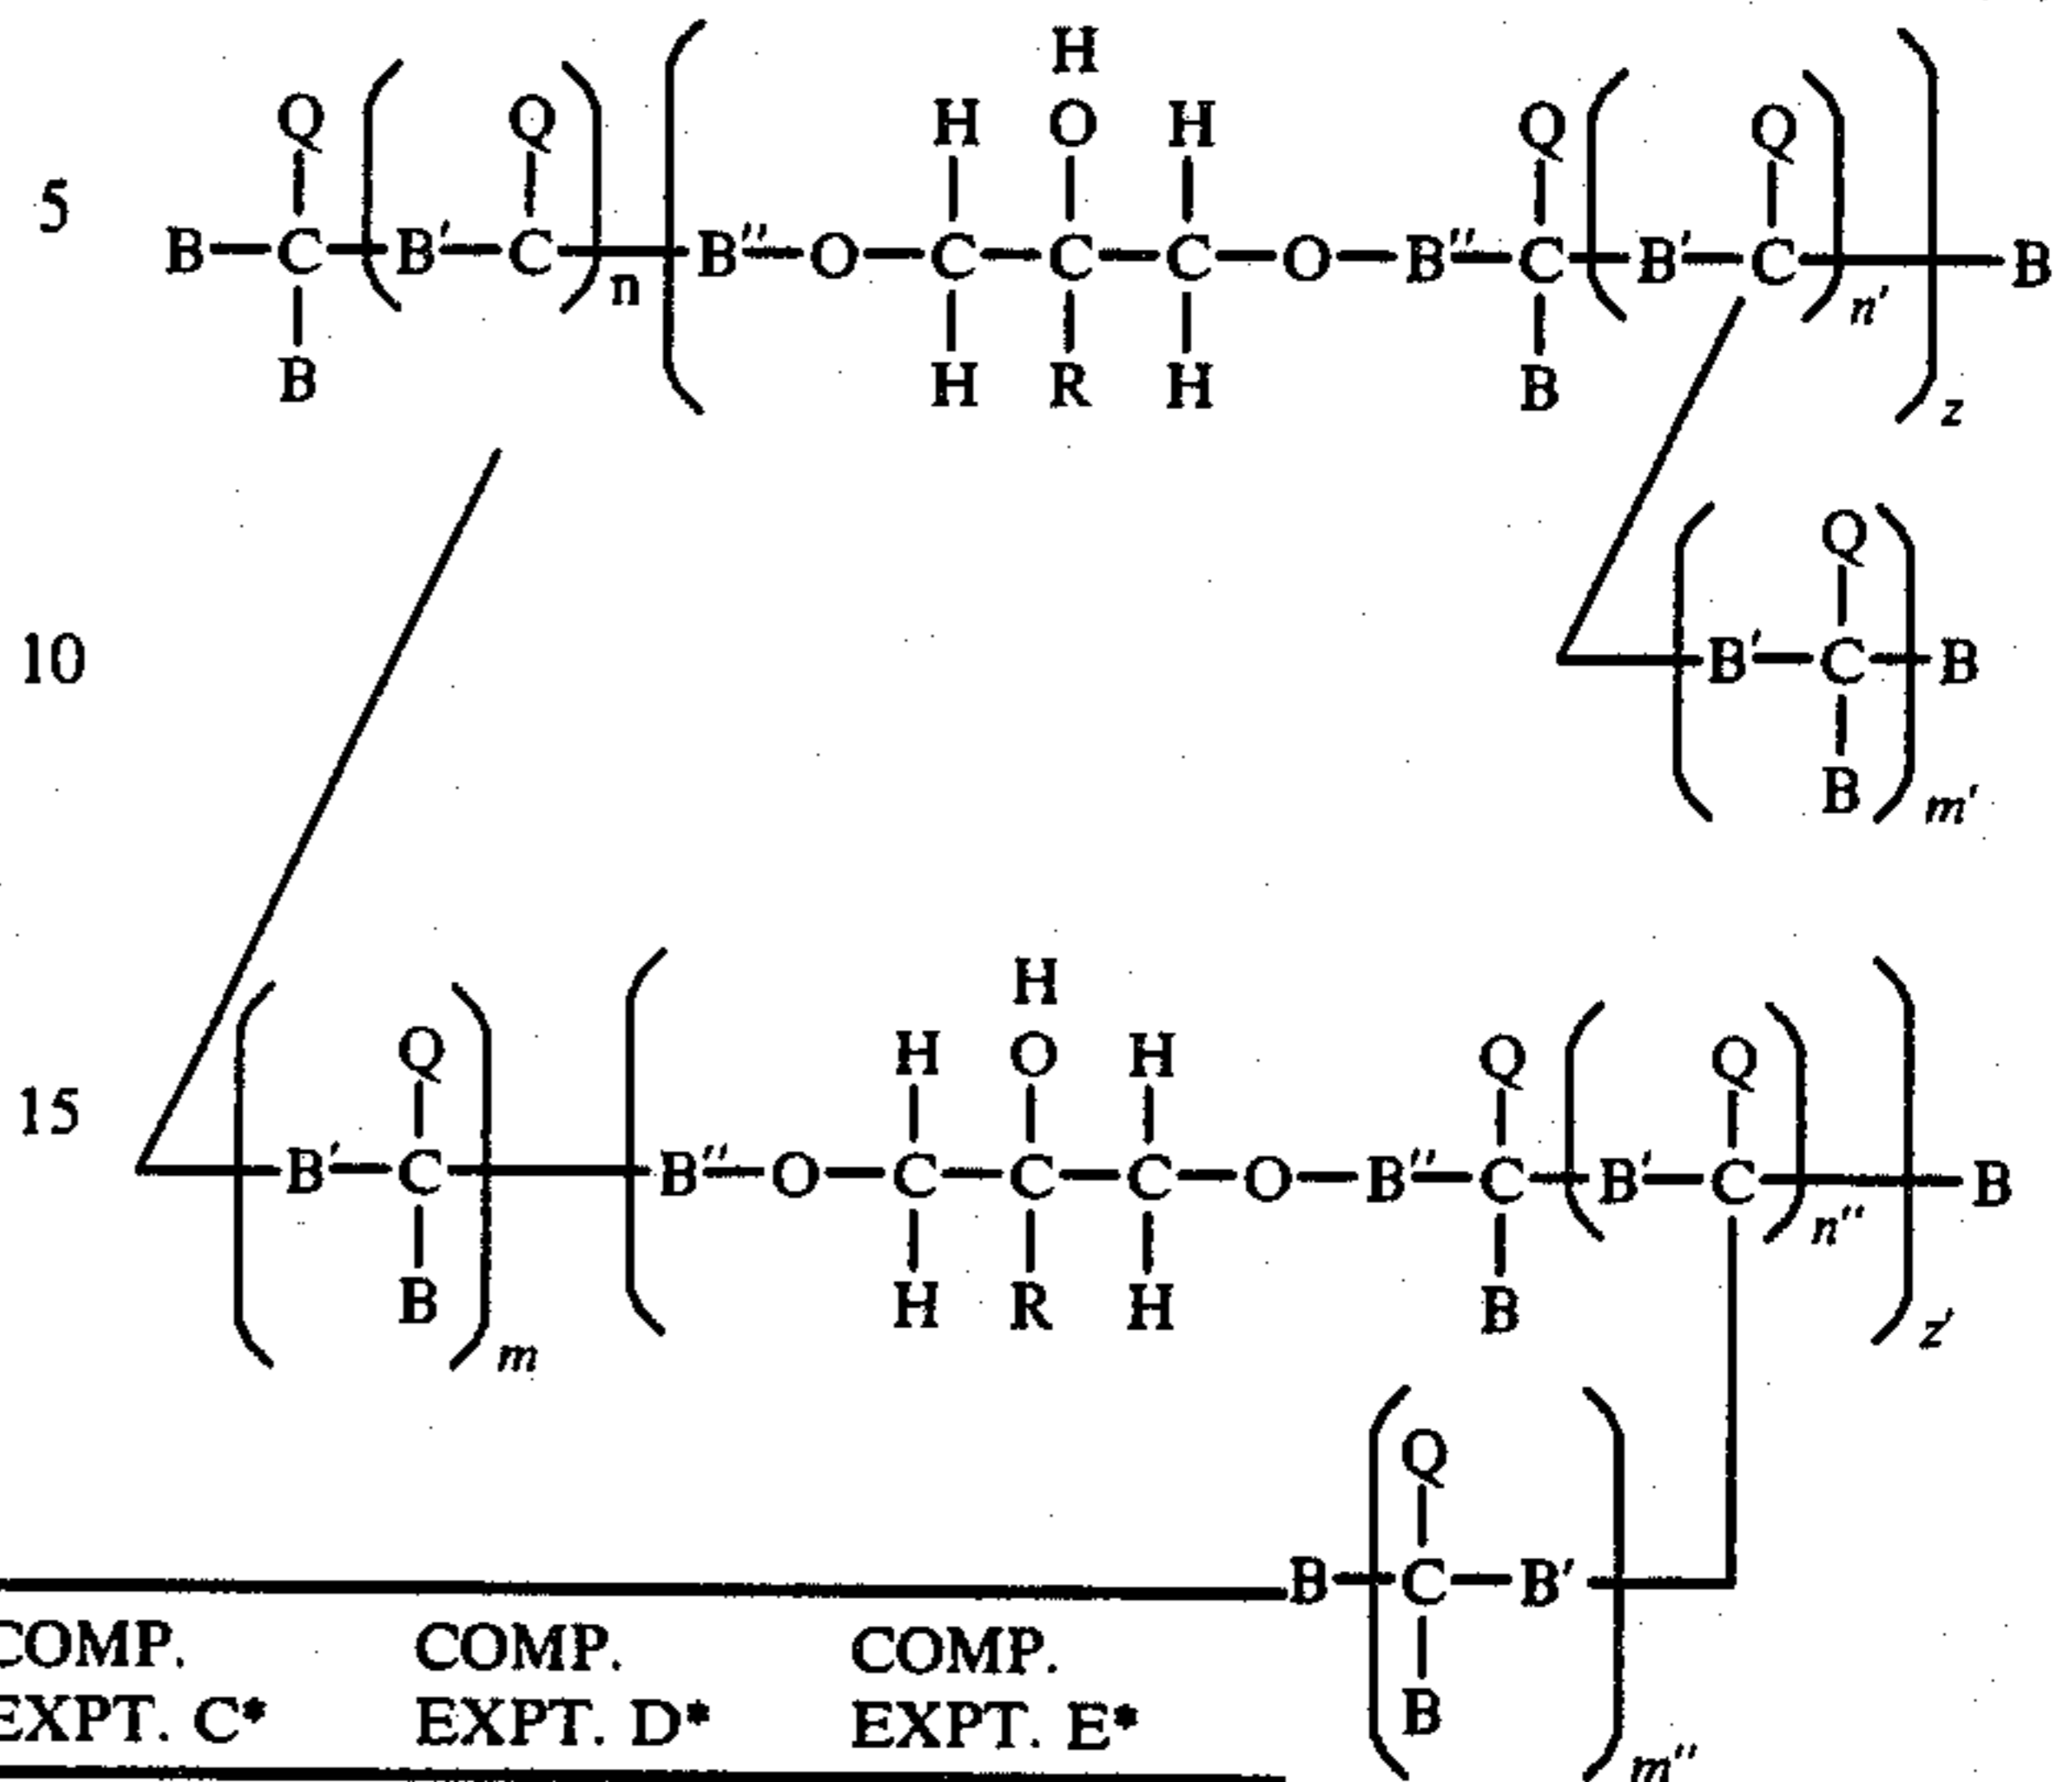 H
Q Q H O H Q Q
5 B—C—B′—C n B″—O—C—C—C—O—B″—C—B′—C n′ B
B H R H B z
Q
10 B′—C—B
B m′
H
Q H O H Q Q
15 B′—C—B″—O—C—C—C—O—B″—C—B′—C n″ B
B m H R H B z′
Q
B—C—B′
B m″
COMP. COMP. COMP.
EXPT. C* EXPT. D* EXPT. E*